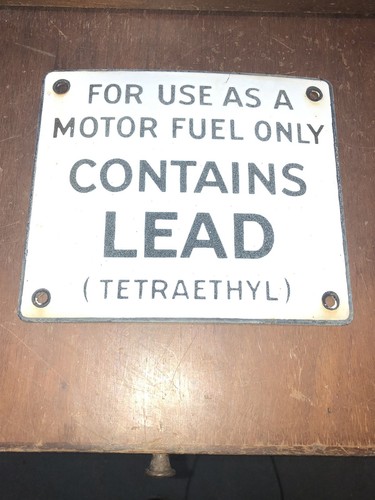 FOR USE AS A
MOTOR FUEL ONLY
CONTAINS
LEAD
(TETRAETHYL)